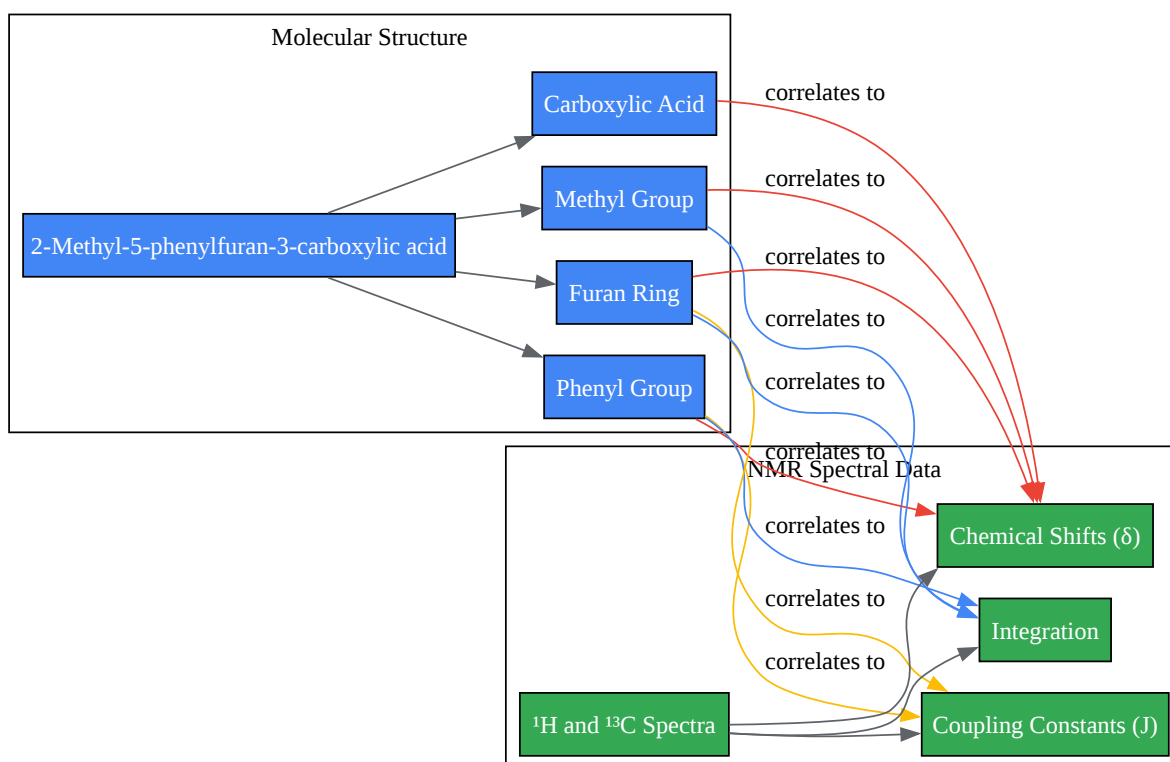 Molecular Structure
Carboxylic Acid
correlates to
Methyl Group
correlates to
2-Methyl-5-phenylfuran-3-carboxylic acid
correlates to
Furan Ring
correlates to
Phenyl Group
correlates to
correlates to
NMR Spectral Data
correlates to
Chemical Shifts (δ)
correlates to
Integration
correlates to
¹H and ¹³C Spectra
Coupling Constants (J)